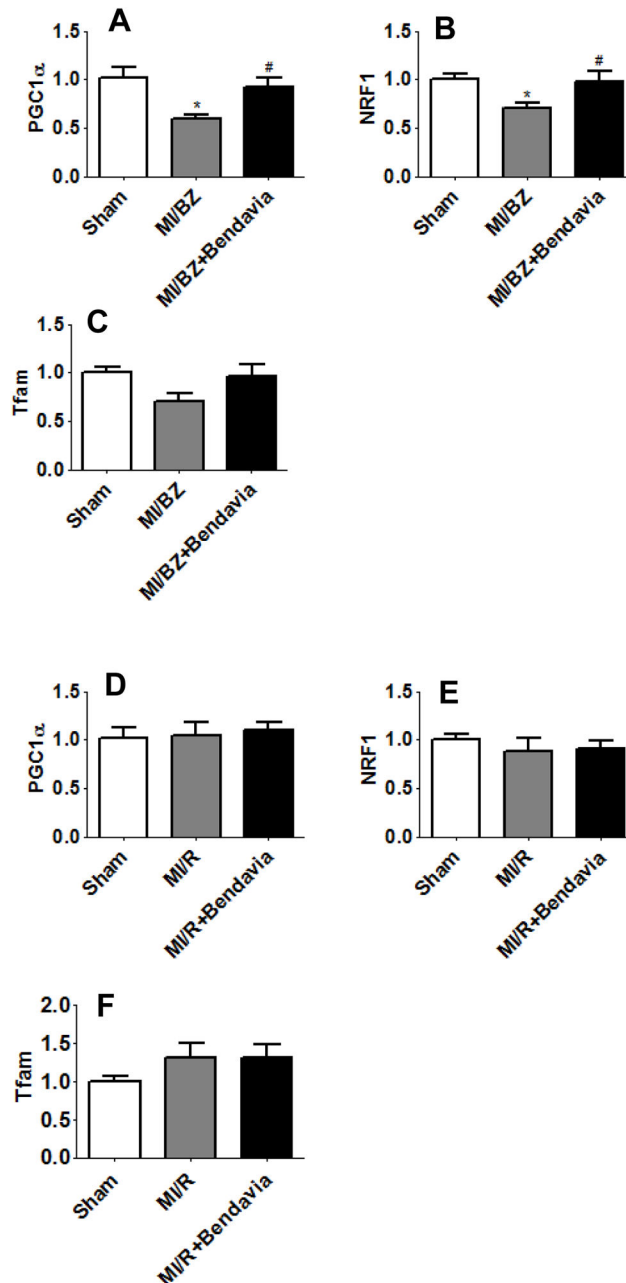 A
PGC1α
1.5
1.0
0.5
0.0
*
#
Sham
MI/BZ
MI/BZ+Bendavia
B
NRF1
1.5
1.0
0.5
0.0
*
#
Sham
MI/BZ
MI/BZ+Bendavia
C
Tfam
1.5
1.0
0.5
0.0
Sham
MI/BZ
MI/BZ+Bendavia
D
PGC1α
1.5
1.0
0.5
0.0
Sham
MI/R
MI/R+Bendavia
E
NRF1
1.5
1.0
0.5
0.0
Sham
MI/R
MI/R+Bendavia
F
Tfam
2.0
1.5
1.0
0.5
0.0
Sham
MI/R
MI/R+Bendavia